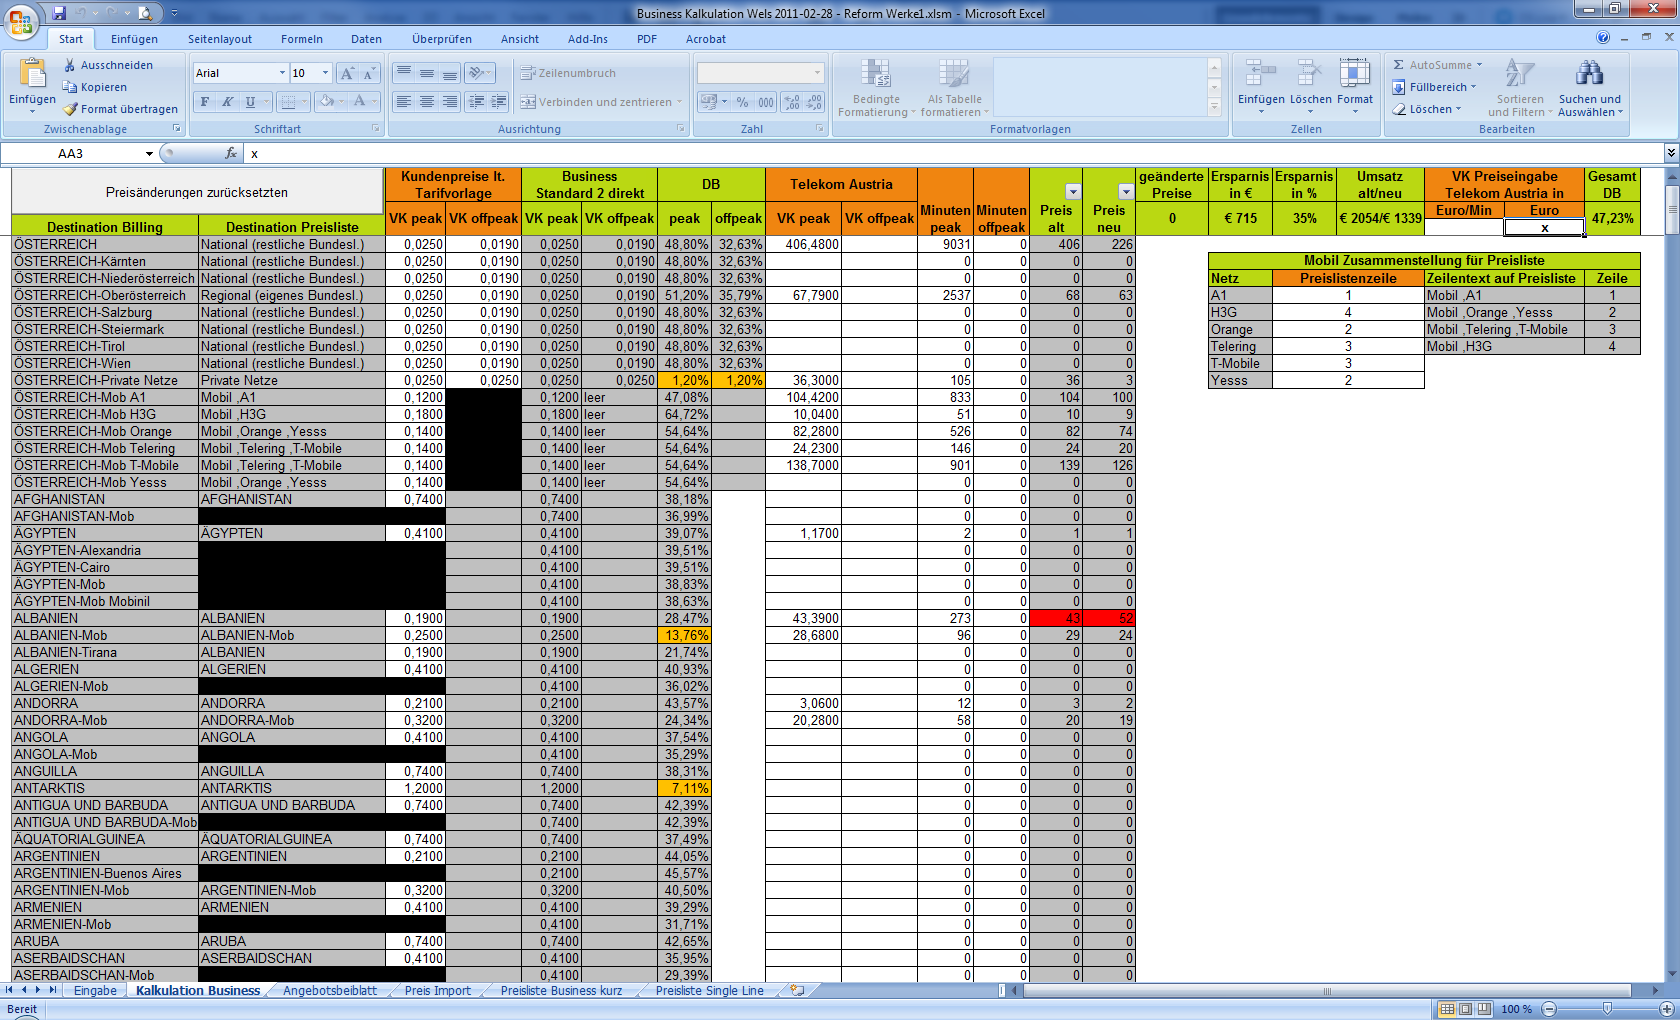 Business Kalkulation Wels 2011-02-28 - Reform Werke1.xlsm - Microsoft Excel
Start Einfügen Seitenlayout Formeln Daten Überprüfen Ansicht Add-Ins PDF Acrobat
Einfügen Ausschneiden Kopieren Format übertragen
Arial 10
F K U
Zeilenumbruch
Verbinden und zentrieren
% 000
Bedingte Formatierung Als Tabelle formatieren
Einfügen Löschen Format
Σ AutoSumme
Füllbereich
Löschen
Sortieren und Filtern Suchen und Auswählen
Zwischenablage Schriftart Ausrichtung Zahl Formatvorlagen Zellen Bearbeiten
AA3 fx x
Preisänderungen zurücksetzten
Kundenpreise lt. Tarifvorlage Business Standard 2 direkt DB Telekom Austria Minuten peak Minuten offpeak Preis alt Preis neu geänderte Preise Ersparnis in € Ersparnis in % Umsatz alt/neu VK Preiseingabe Telekom Austria in Gesamt DB
Destination Billing Destination Preisliste VK peak VK offpeak VK peak VK offpeak peak offpeak VK peak VK offpeak 0 € 715 35% € 2054/€ 1339 Euro/Min Euro 47,23%
x
ÖSTERREICH National (restliche Bundesl.) 0,0250 0,0190 0,0250 0,0190 48,80% 32,63% 406,4800 9031 0 406 226
ÖSTERREICH-Kärnten National (restliche Bundesl.) 0,0250 0,0190 0,0250 0,0190 48,80% 32,63% 0 0 0 0
ÖSTERREICH-Niederösterreich National (restliche Bundesl.) 0,0250 0,0190 0,0250 0,0190 48,80% 32,63% 0 0 0 0
ÖSTERREICH-Oberösterreich Regional (eigenes Bundesl.) 0,0250 0,0190 0,0250 0,0190 51,20% 35,79% 67,7900 2537 0 68 63
ÖSTERREICH-Salzburg National (restliche Bundesl.) 0,0250 0,0190 0,0250 0,0190 48,80% 32,63% 0 0 0 0
ÖSTERREICH-Steiermark National (restliche Bundesl.) 0,0250 0,0190 0,0250 0,0190 48,80% 32,63% 0 0 0 0
ÖSTERREICH-Tirol National (restliche Bundesl.) 0,0250 0,0190 0,0250 0,0190 48,80% 32,63% 0 0 0 0
ÖSTERREICH-Wien National (restliche Bundesl.) 0,0250 0,0190 0,0250 0,0190 48,80% 32,63% 0 0 0 0
ÖSTERREICH-Private Netze Private Netze 0,0250 0,0250 0,0250 0,0250 1,20% 1,20% 36,3000 105 0 36 3
ÖSTERREICH-Mob A1 Mobil ,A1 0,1200 0,1200 leer 47,08% 104,4200 833 0 104 100
ÖSTERREICH-Mob H3G Mobil ,H3G 0,1800 0,1800 leer 64,72% 10,0400 51 0 10 9
ÖSTERREICH-Mob Orange Mobil ,Orange ,Yesss 0,1400 0,1400 leer 54,64% 82,2800 526 0 82 74
ÖSTERREICH-Mob Telering Mobil ,Telering ,T-Mobile 0,1400 0,1400 leer 54,64% 24,2300 146 0 24 20
ÖSTERREICH-Mob T-Mobile Mobil ,Telering ,T-Mobile 0,1400 0,1400 leer 54,64% 138,7000 901 0 139 126
ÖSTERREICH-Mob Yesss Mobil ,Orange ,Yesss 0,1400 0,1400 leer 54,64% 0 0 0 0
AFGHANISTAN AFGHANISTAN 0,7400 0,7400 38,18% 0 0 0 0
AFGHANISTAN-Mob 0,7400 36,99% 0 0 0 0
ÄGYPTEN ÄGYPTEN 0,4100 0,4100 39,07% 1,1700 2 0 1 1
ÄGYPTEN-Alexandria 0,4100 39,51% 0 0 0 0
ÄGYPTEN-Cairo 0,4100 39,51% 0 0 0 0
ÄGYPTEN-Mob 0,4100 38,83% 0 0 0 0
ÄGYPTEN-Mob Mobinil 0,4100 38,63% 0 0 0 0
ALBANIEN ALBANIEN 0,1900 0,1900 28,47% 43,3900 273 0 43 52
ALBANIEN-Mob ALBANIEN-Mob 0,2500 0,2500 13,76% 28,6800 96 0 29 24
ALBANIEN-Tirana ALBANIEN 0,1900 0,1900 21,74% 0 0 0 0
ALGERIEN ALGERIEN 0,4100 0,4100 40,93% 0 0 0 0
ALGERIEN-Mob 0,4100 36,02% 0 0 0 0
ANDORRA ANDORRA 0,2100 0,2100 43,57% 3,0600 12 0 3 2
ANDORRA-Mob ANDORRA-Mob 0,3200 0,3200 24,34% 20,2800 58 0 20 19
ANGOLA ANGOLA 0,4100 0,4100 37,54% 0 0 0 0
ANGOLA-Mob 0,4100 35,29% 0 0 0 0
ANGUILLA ANGUILLA 0,7400 0,7400 38,31% 0 0 0 0
ANTARKTIS ANTARKTIS 1,2000 1,2000 7,11% 0 0 0 0
ANTIGUA UND BARBUDA ANTIGUA UND BARBUDA 0,7400 0,7400 42,39% 0 0 0 0
ANTIGUA UND BARBUDA-Mob 0,7400 42,39% 0 0 0 0
ÄQUATORIALGUINEA ÄQUATORIALGUINEA 0,7400 0,7400 37,49% 0 0 0 0
ARGENTINIEN ARGENTINIEN 0,2100 0,2100 44,05% 0 0 0 0
ARGENTINIEN-Buenos Aires 0,2100 45,57% 0 0 0 0
ARGENTINIEN-Mob ARGENTINIEN-Mob 0,3200 0,3200 40,50% 0 0 0 0
ARMENIEN ARMENIEN 0,4100 0,4100 39,29% 0 0 0 0
ARMENIEN-Mob 0,4100 31,71% 0 0 0 0
ARUBA ARUBA 0,7400 0,7400 42,65% 0 0 0 0
ASERBAIDSCHAN ASERBAIDSCHAN 0,4100 0,4100 35,95% 0 0 0 0
ASERBAIDSCHAN-Mob 0,4100 29,39% 0 0 0 0
Mobil Zusammenstellung für Preisliste
Netz Preislistenzeile Zeilentext auf Preisliste Zeile
A1 1 Mobil ,A1 1
H3G 4 Mobil ,Orange ,Yesss 2
Orange 2 Mobil ,Telering ,T-Mobile 3
Telering 3 Mobil ,H3G 4
T-Mobile 3
Yesss 2
Eingabe Kalkulation Business Angebotsbeiblatt Preis Import Preisliste Business kurz Preisliste Single Line
Bereit 100 %